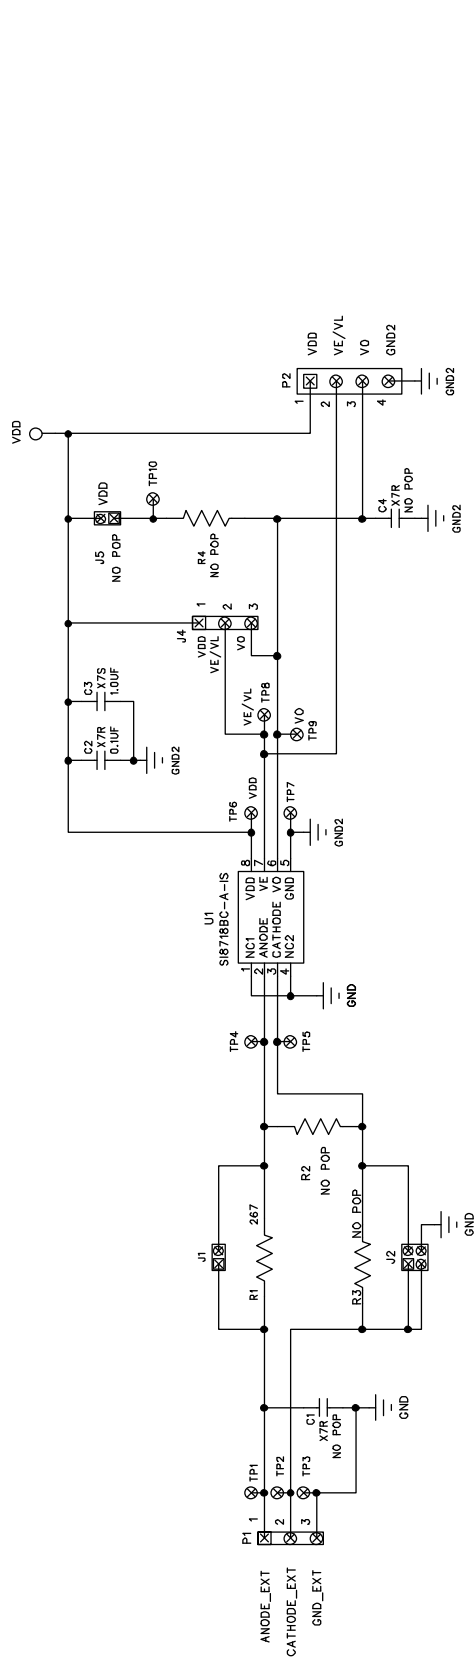 VDD
P2
VDD
VE/VL
VO
GND2
1
2
3
4
GND2
VDD
J5
NO POP
TP10
R4
NO POP
C4
X7R
NO POP
GND2
J4
1
2
3
VDD
VE/VL
VO
C3
X7S
1.0UF
C2
X7R
0.1UF
GND2
VE/VL
TP8
VO
TP9
TP6
VDD
TP7
GND2
U1
SI8718BC-A-IS
8
7
6
5
VDD
VE
VO
GND
NC1
ANODE
CATHODE
NC2
1
2
3
4
GND
TP4
TP5
R2
NO POP
J1
R1
267
R3
NO POP
J2
GND
C1
X7R
NO POP
GND
TP1
TP2
TP3
P1
1
2
3
ANODE_EXT
CATHODE_EXT
GND_EXT